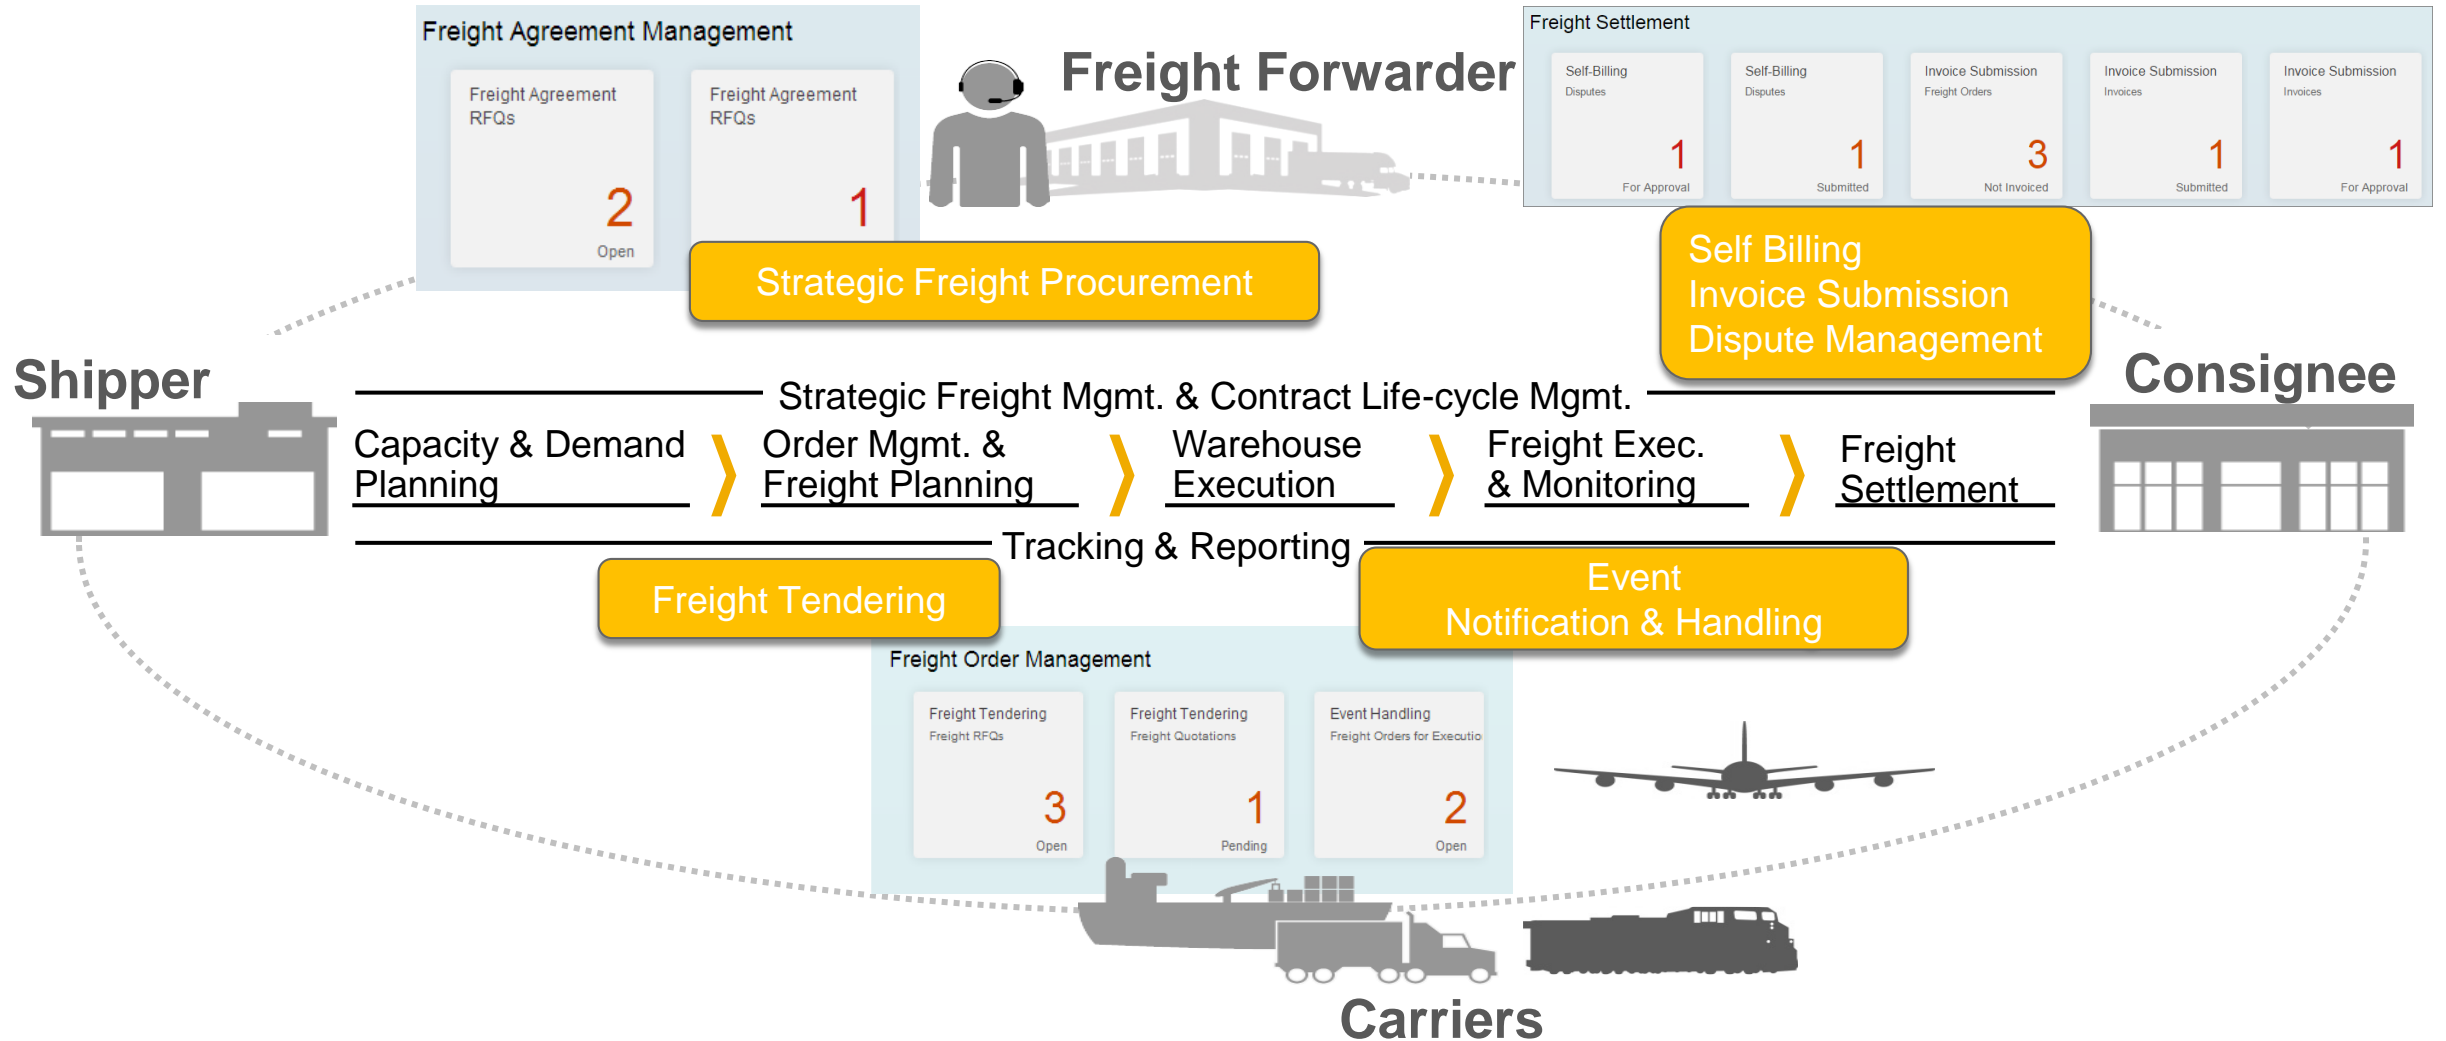 Freight Agreement Management
Freight Agreement
RFQs
2
Open
Freight Agreement
RFQs
1
Freight Forwarder
Freight Settlement
Self-Billing
Disputes
1
For Approval
Self-Billing
Disputes
1
Submitted
Invoice Submission
Freight Orders
3
Not Invoiced
Invoice Submission
Invoices
1
Submitted
Invoice Submission
Invoices
1
For Approval
Strategic Freight Procurement
Self Billing
Invoice Submission
Dispute Management
Shipper
Consignee
Strategic Freight Mgmt. & Contract Life-cycle Mgmt.
Capacity & Demand
Planning
Order Mgmt. &
Freight Planning
Warehouse
Execution
Freight Exec.
& Monitoring
Freight
Settlement
Tracking & Reporting
Freight Tendering
Event
Notification & Handling
Freight Order Management
Freight Tendering
Freight RFQs
3
Open
Freight Tendering
Freight Quotations
1
Pending
Event Handling
Freight Orders for Executio
2
Open
Carriers